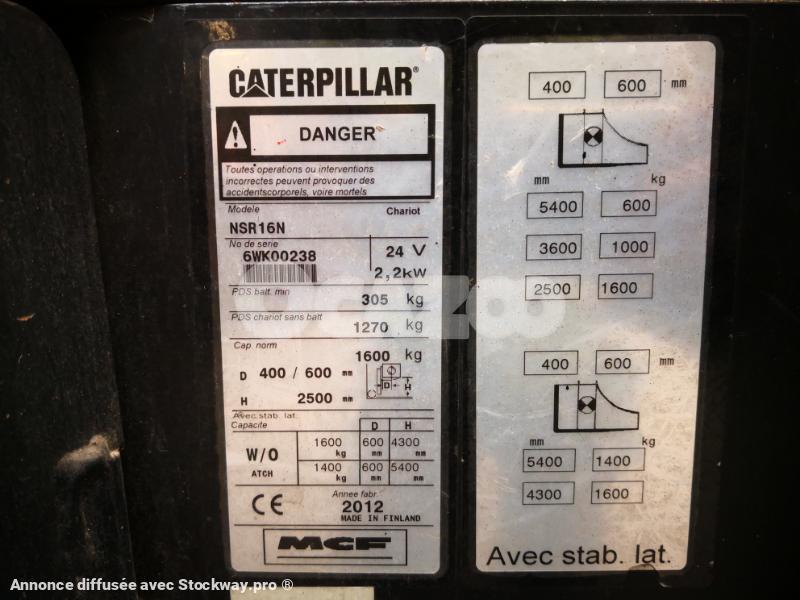 CATERPILLAR®
DANGER
Toutes operations ou interventions
incorrectes peuvent provoquer des
accidentscorporels, voire mortels
Modele Chariot
NSR16N
No de serie
6WK00238 24 V
2,2kW
PDS batt. min 305 kg
PDS chariot sans batt 1270 kg
Cap. norm 1600 kg
D 400 / 600 mm
D H
H 2500 mm
Avec stab. lat.
Capacite D H
W/O 1600 kg 600 mm 4300 mm
ATCH 1400 kg 600 mm 5400 mm
CE Annee fabr.
2012
MADE IN FINLAND
MCF
400 600 mm
mm kg
5400 600
3600 1000
2500 1600
400 600 mm
mm kg
5400 1400
4300 1600
Avec stab. lat.
Annonce diffusée avec Stockway.pro ®